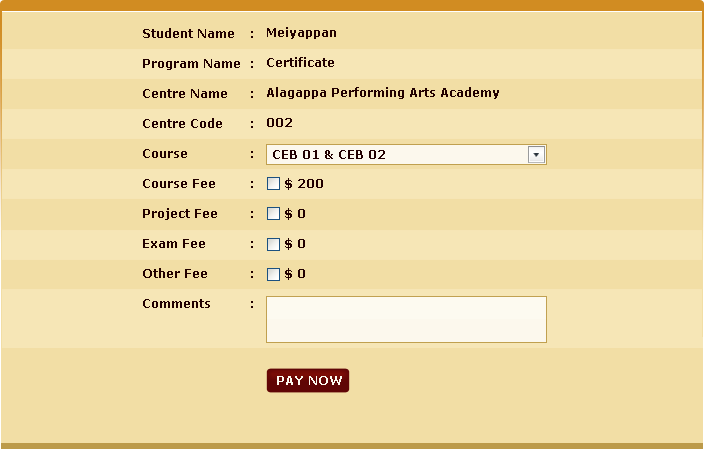 Student Name : Meiyappan
Program Name : Certificate
Centre Name : Alagappa Performing Arts Academy
Centre Code : 002
Course : CEB 01 & CEB 02
Course Fee : $ 200
Project Fee : $ 0
Exam Fee : $ 0
Other Fee : $ 0
Comments :
PAY NOW